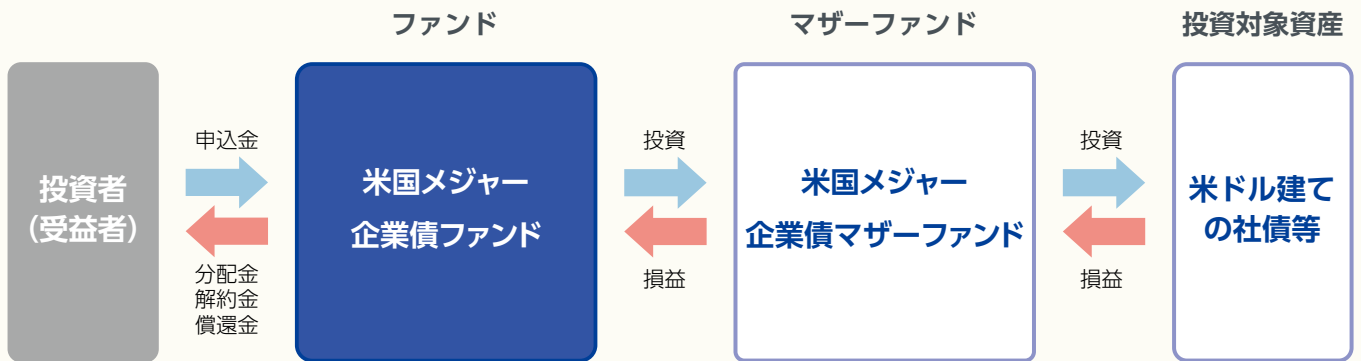 ファンド
マザーファンド
投資対象資産
投資者
（受益者）
申込金
分配金
解約金
償還金
米国メジャー
企業債ファンド
投資
損益
米国メジャー
企業債マザーファンド
投資
損益
米ドル建て
の社債等